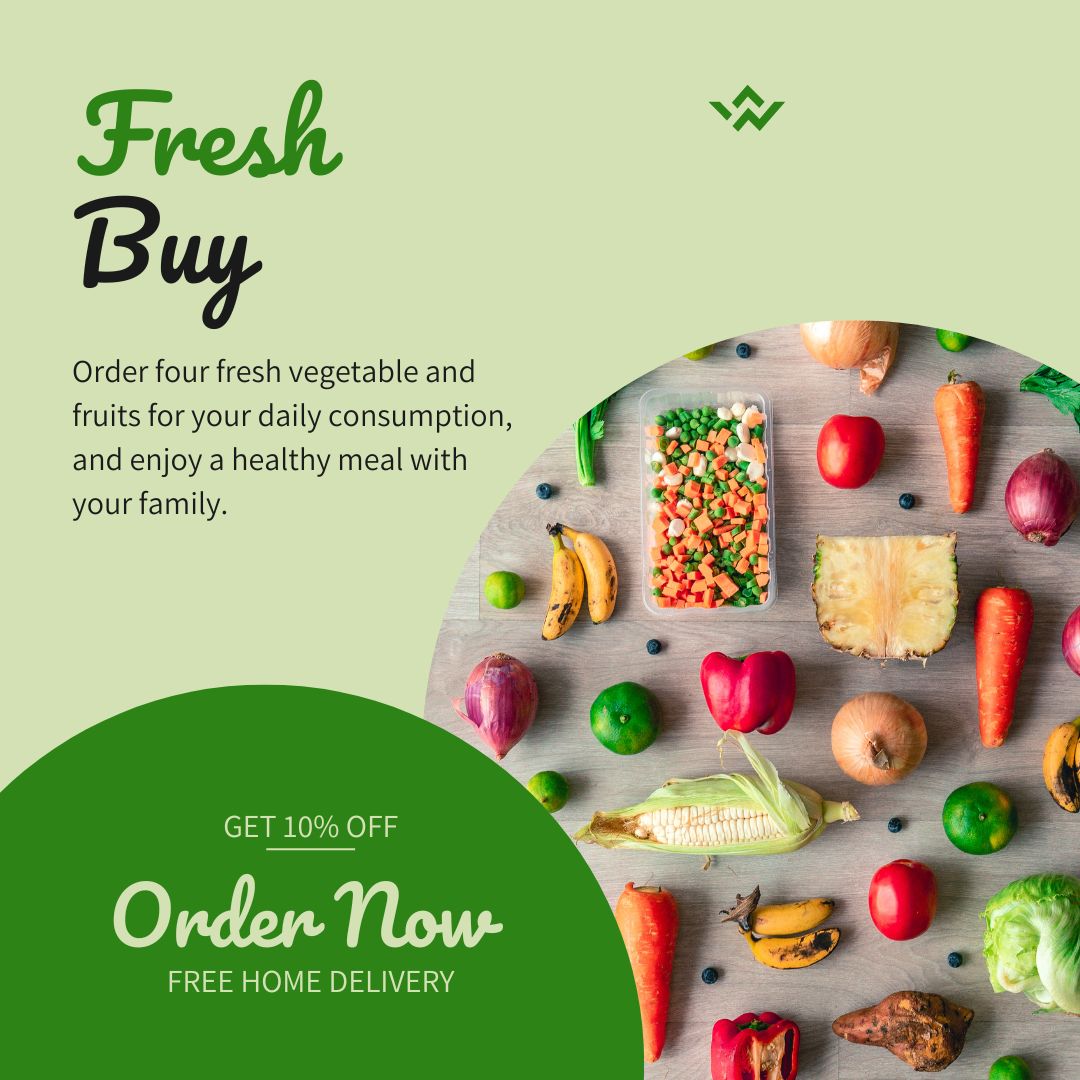 Fresh
Buy
Order four fresh vegetable and
fruits for your daily consumption,
and enjoy a healthy meal with
your family.
GET 10% OFF
Order Now
FREE HOME DELIVERY